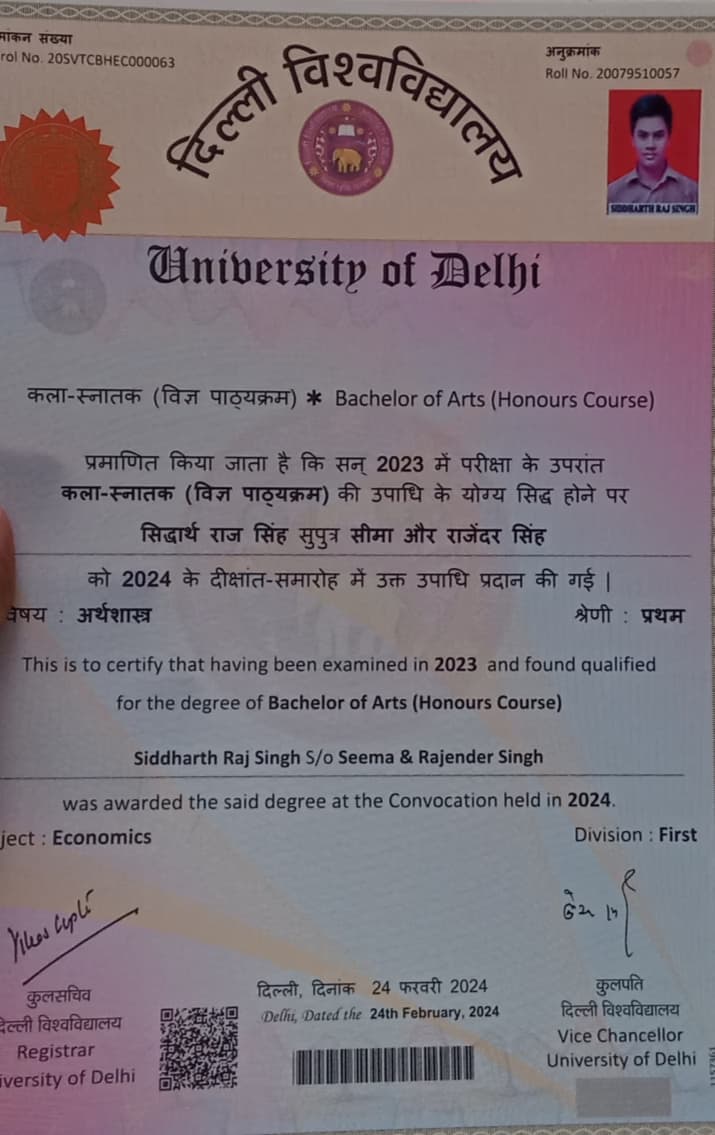 मांकन संख्या
rol No. 20SVTCBHEC000063
अनुक्रमांक
Roll No. 20079510057
दिल्ली विश्वविद्यालय
SIDDHARTH RAJ SINGH
University of Delhi
कला-स्नातक (विज्ञ पाठ्यक्रम) * Bachelor of Arts (Honours Course)
प्रमाणित किया जाता है कि सन् 2023 में परीक्षा के उपरांत
कला-स्नातक (विज्ञ पाठ्यक्रम) की उपाधि के योग्य सिद्ध होने पर
सिद्धार्थ राज सिंह सुपुत्र सीमा और राजेंदर सिंह
को 2024 के दीक्षांत-समारोह में उक्त उपाधि प्रदान की गई |
वेषय : अर्थशास्त्र श्रेणी : प्रथम
This is to certify that having been examined in 2023 and found qualified
for the degree of Bachelor of Arts (Honours Course)
Siddharth Raj Singh S/o Seema & Rajender Singh
was awarded the said degree at the Convocation held in 2024.
ject : Economics Division : First
कुलसचिव
देल्ली विश्वविद्यालय
Registrar
iversity of Delhi
दिल्ली, दिनांक 24 फरवरी 2024
Delhi, Dated the 24th February, 2024
कुलपति
दिल्ली विश्वविद्यालय
Vice Chancellor
University of Delhi